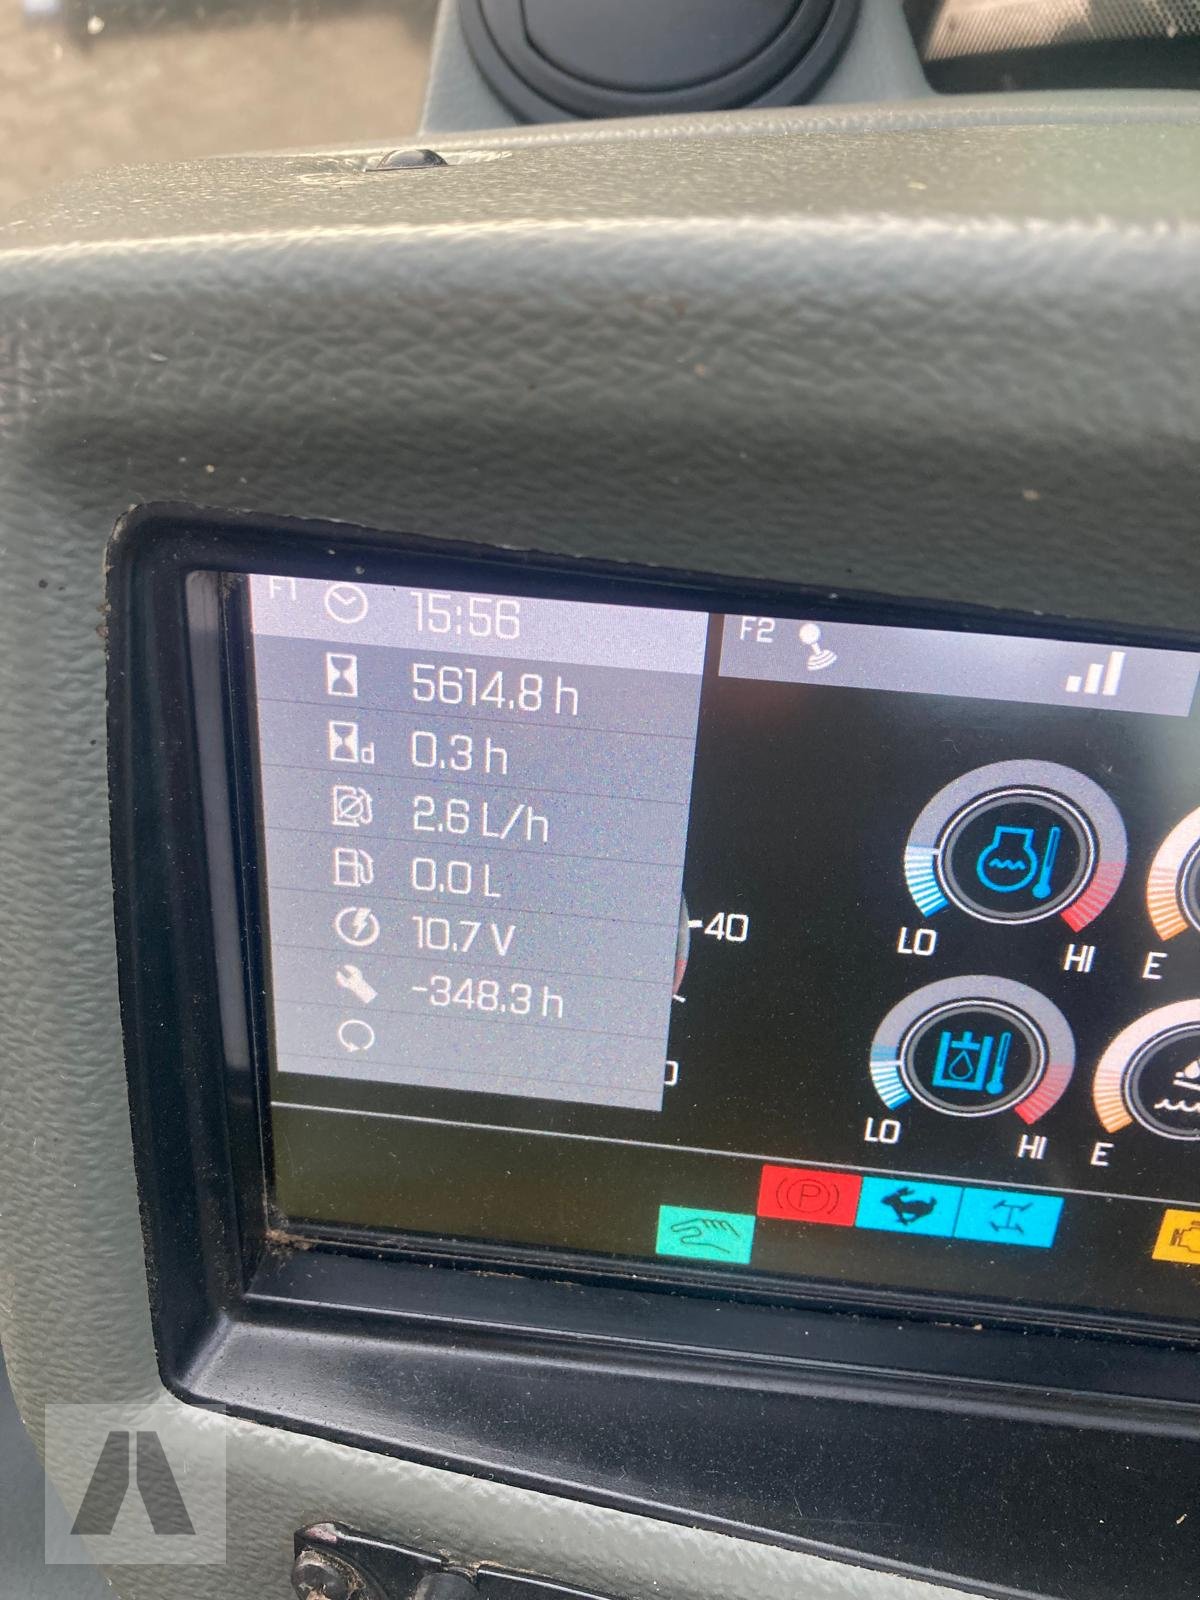 F1 15:56
F2
5614.8 h
d 0.3 h
2.6 L/h
0.0 L
10.7 V
-348.3 h
40
LO HI E
LO HI E
P